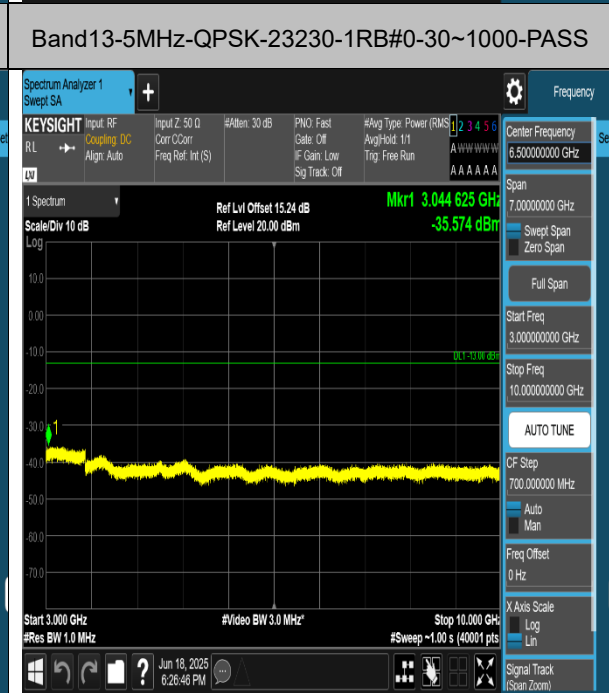 Band13-5MHz-QPSK-23230-1RB#0-30~1000-PASS
Spectrum Analyzer 1
Swept SA
Frequency
KEYSIGHT
RL
LXI
Input: RF
Coupling: DC
Align: Auto
Input Z: 50 Ω
Corr CCorr
Freq Ref: Int (S)
#Atten: 30 dB
PNO: Fast
Gate: Off
IF Gain: Low
Sig Track: Off
#Avg Type: Power (RMS
Avg|Hold: 1/1
Trig: Free Run
1 2 3 4 5 6
A W W W W W
A A A A A A
1 Spectrum
Scale/Div 10 dB
Log
Ref Lvl Offset 15.24 dB
Ref Level 20.00 dBm
Mkr1 3.044 625 GHz
-35.574 dBm
10.0
0.00
-10.0
-20.0
-30.0
-40.0
-50.0
-60.0
-70.0
DL1 -13.00 dBm
1
Start 3.000 GHz
#Res BW 1.0 MHz
#Video BW 3.0 MHz*
Stop 10.000 GHz
#Sweep ~1.00 s (40001 pts
Jun 18, 2025
6:26:46 PM
Center Frequency
6.500000000 GHz
Span
7.00000000 GHz
Swept Span
Zero Span
Full Span
Start Freq
3.000000000 GHz
Stop Freq
10.000000000 GHz
AUTO TUNE
CF Step
700.000000 MHz
Auto
Man
Freq Offset
0 Hz
X Axis Scale
Log
Lin
Signal Track
(Span Zoom)